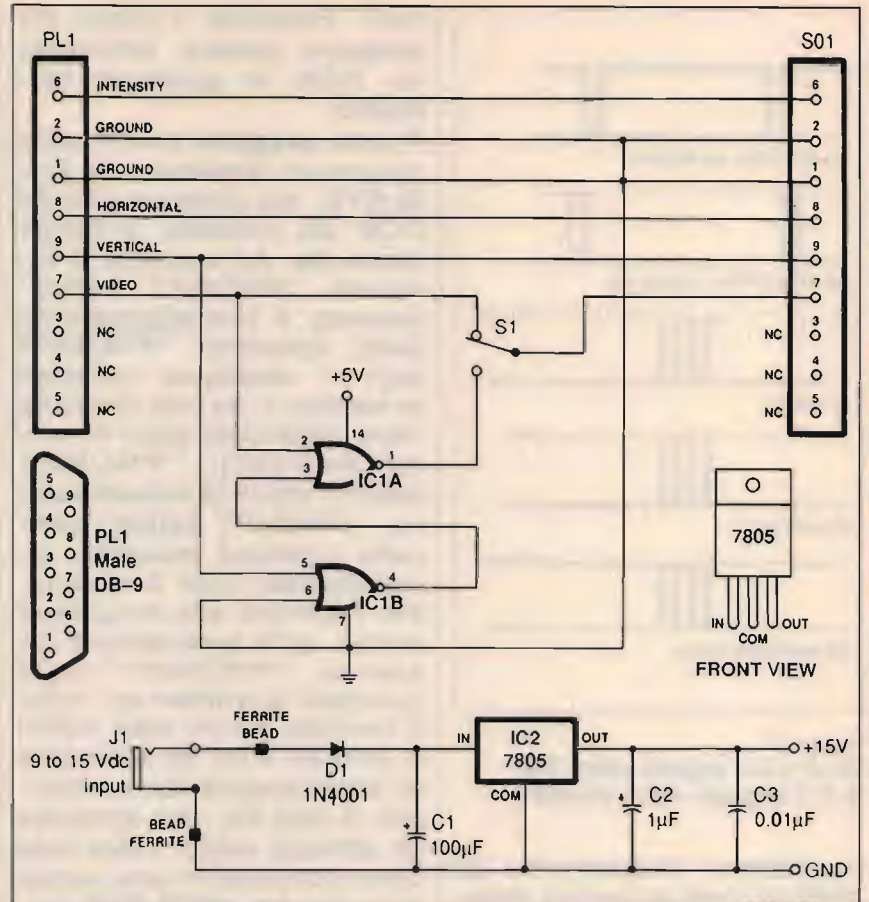 PL1
S01
6 INTENSITY 6
2 GROUND 2
1 GROUND 1
8 HORIZONTAL 8
9 VERTICAL 9
7 VIDEO 7
3 NC NC 3
4 NC NC 4
5 NC NC 5
S1
+5V
14
2
3
1
IC1A
5
6
4
7
IC1B
5
9
4
8
3
7
2
6
1
PL1
Male
DB–9
7805
IN
COM
OUT
FRONT VIEW
J1
9 to 15 Vdc
input
FERRITE
BEAD
BEAD
FERRITE
D1
1N4001
C1
100µF
IN
IC2
7805
OUT
COM
C2
1µF
C3
0.01µF
+15V
GND